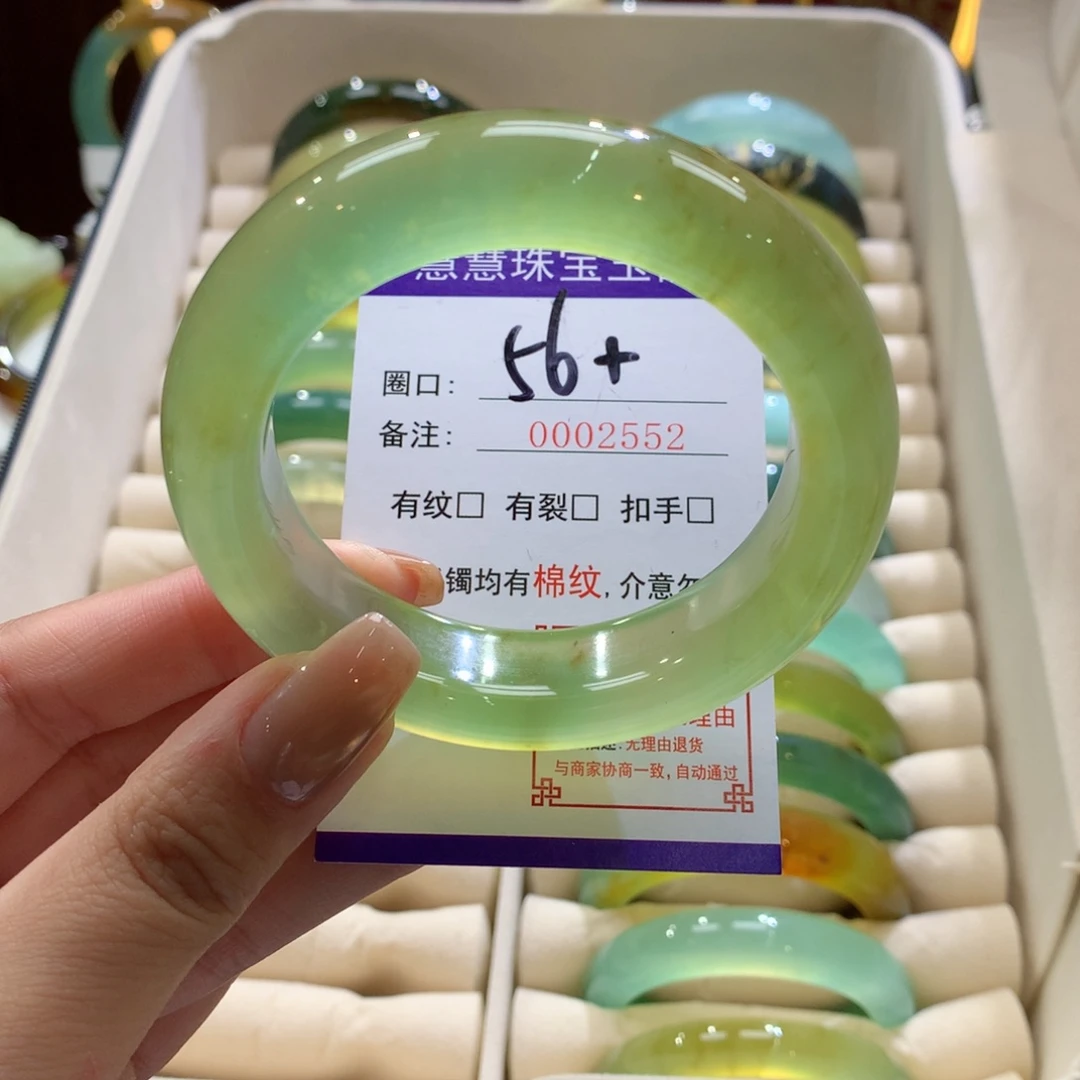 慧慧珠宝玉
圈口: 56+
备注: 0002552
有纹□ 有裂□ 扣手□
镯均有棉纹, 介意勿
理由
无理由退货
与商家协商一致, 自动通过